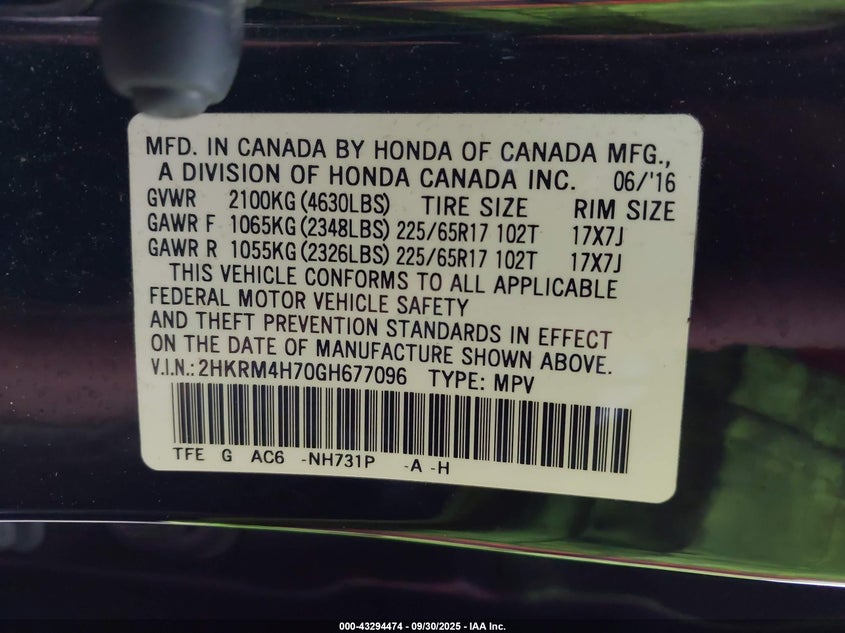 MFD. IN CANADA BY HONDA OF CANADA MFG.,
A DIVISION OF HONDA CANADA INC. 06/'16
GVWR 2100KG (4630LBS) TIRE SIZE RIM SIZE
GAWR F 1065KG (2348LBS) 225/65R17 102T 17X7J
GAWR R 1055KG (2326LBS) 225/65R17 102T 17X7J
THIS VEHICLE CONFORMS TO ALL APPLICABLE
FEDERAL MOTOR VEHICLE SAFETY
AND THEFT PREVENTION STANDARDS IN EFFECT
ON THE DATE OF MANUFACTURE SHOWN ABOVE.
V.I.N.: 2HKRM4H70GH677096 TYPE: MPV
TFE G AC6 -NH731P -A -H
000-43294474 - 09/30/2025 - IAA Inc.